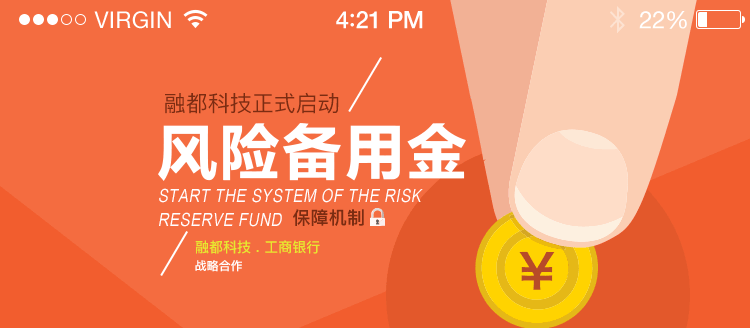 VIRGIN 4:21 PM 22%
融都科技正式启动
风险备用金
START THE SYSTEM OF THE RISK
RESERVE FUND 保障机制
融都科技 . 工商银行
战略合作
¥